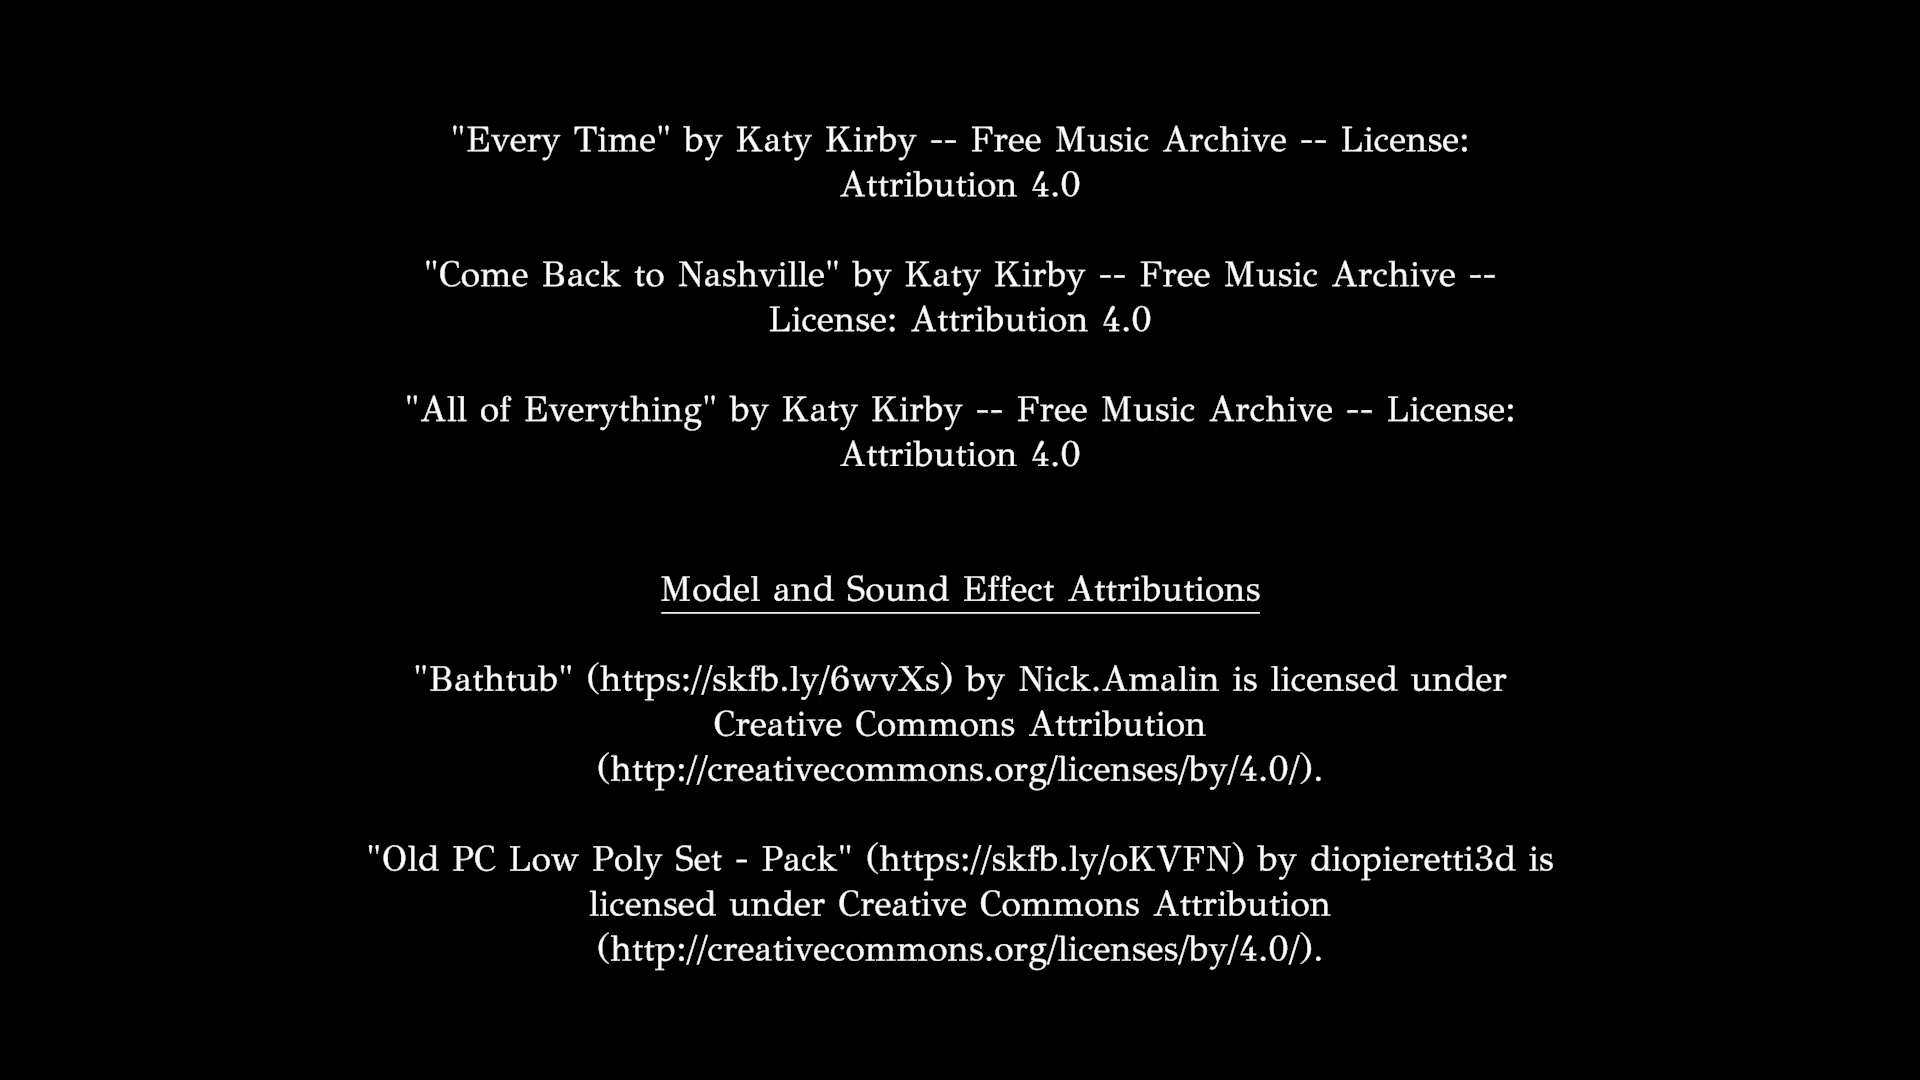 "Every Time" by Katy Kirby -- Free Music Archive -- License:
Attribution 4.0
"Come Back to Nashville" by Katy Kirby -- Free Music Archive --
License: Attribution 4.0
"All of Everything" by Katy Kirby -- Free Music Archive -- License:
Attribution 4.0
Model and Sound Effect Attributions
"Bathtub" (https://skfb.ly/6wvXs) by Nick.Amalin is licensed under
Creative Commons Attribution
(http://creativecommons.org/licenses/by/4.0/).
"Old PC Low Poly Set - Pack" (https://skfb.ly/oKVFN) by diopieretti3d is
licensed under Creative Commons Attribution
(http://creativecommons.org/licenses/by/4.0/).